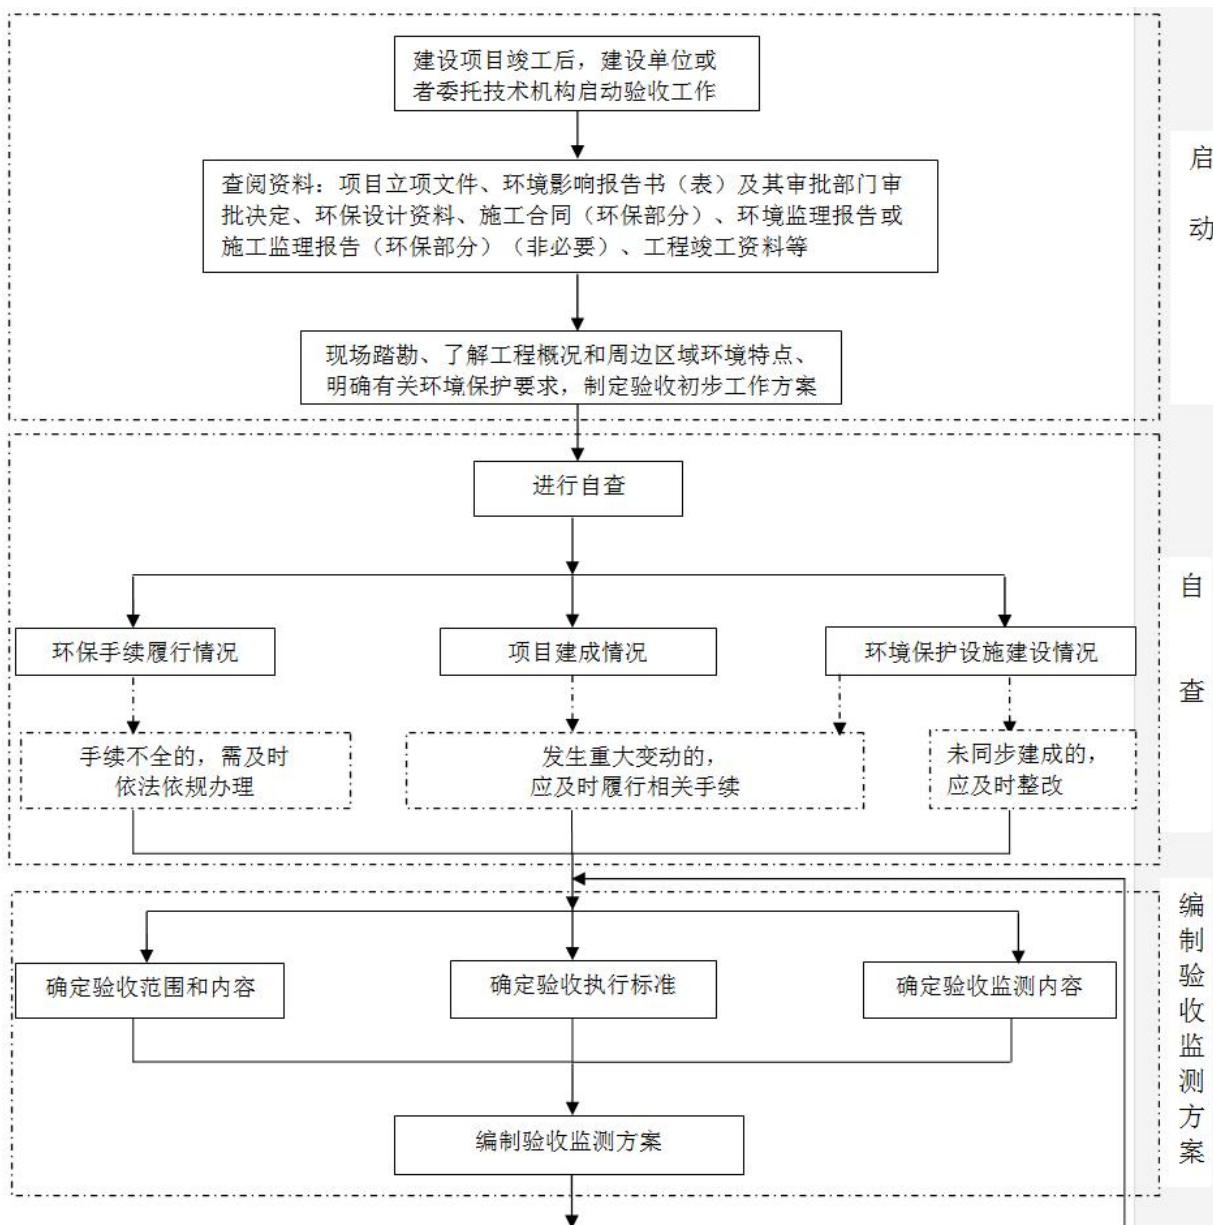 建设项目竣工后，建设单位或
者委托技术机构启动验收工作
查阅资料：项目立项文件、环境影响报告书（表）及其审批部门审
批决定、环保设计资料、施工合同（环保部分）、环境监理报告或
施工监理报告（环保部分）（非必要）、工程竣工资料等
现场踏勘、了解工程概况和周边区域环境特点、
明确有关环境保护要求，制定验收初步工作方案
启动
进行自查
环保手续履行情况
项目建成情况
环境保护设施建设情况
手续不全的，需及时
依法依规办理
发生重大变动的，
应及时履行相关手续
未同步建成的，
应及时整改
自查
确定验收范围和内容
确定验收执行标准
确定验收监测内容
编制验收监测方案
编制验收监测方案